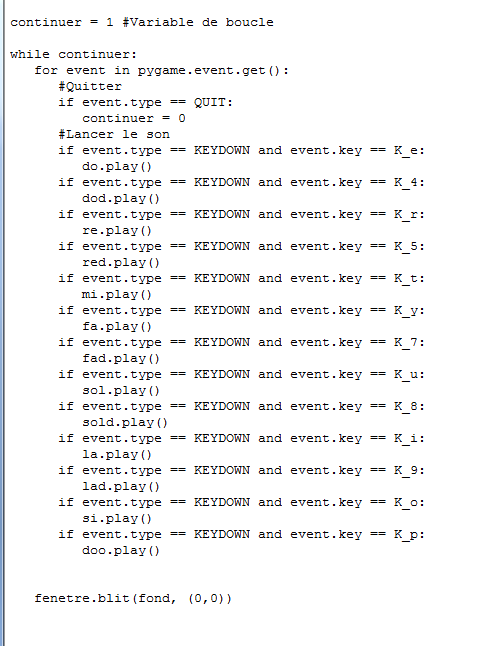 continuer = 1 #Variable de boucle
while continuer:
   for event in pygame.event.get():
      #Quitter
      if event.type == QUIT:
         continuer = 0
      #Lancer le son
      if event.type == KEYDOWN and event.key == K_e:
         do.play()
      if event.type == KEYDOWN and event.key == K_4:
         dod.play()
      if event.type == KEYDOWN and event.key == K_r:
         re.play()
      if event.type == KEYDOWN and event.key == K_5:
         red.play()
      if event.type == KEYDOWN and event.key == K_t:
         mi.play()
      if event.type == KEYDOWN and event.key == K_y:
         fa.play()
      if event.type == KEYDOWN and event.key == K_7:
         fad.play()
      if event.type == KEYDOWN and event.key == K_u:
         sol.play()
      if event.type == KEYDOWN and event.key == K_8:
         sold.play()
      if event.type == KEYDOWN and event.key == K_i:
         la.play()
      if event.type == KEYDOWN and event.key == K_9:
         lad.play()
      if event.type == KEYDOWN and event.key == K_o:
         si.play()
      if event.type == KEYDOWN and event.key == K_p:
         doo.play()
   fenetre.blit(fond, (0,0))